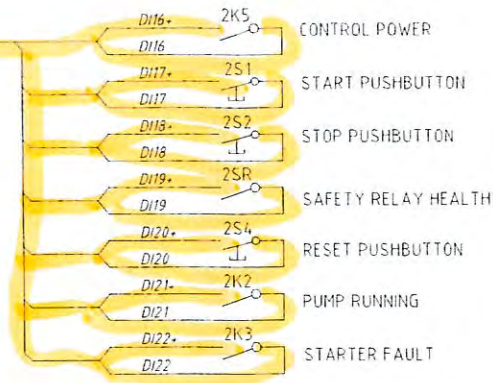 DI16+ 2K5 CONTROL POWER
DI16
DI17+ 2S1 START PUSHBUTTON
DI17
DI18+ 2S2 STOP PUSHBUTTON
DI18
DI19+ 2SR SAFETY RELAY HEALTH
DI19
DI20+ 2S4 RESET PUSHBUTTON
DI20
DI21+ 2K2 PUMP RUNNING
DI21
DI22+ 2K3 STARTER FAULT
DI22